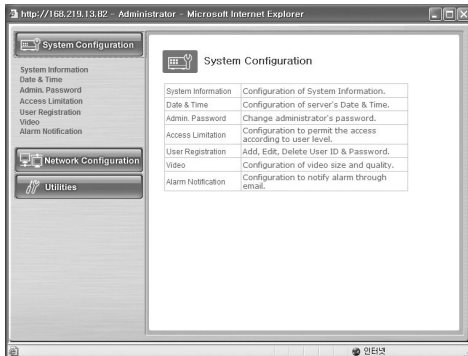 http://168.219.13.82 - Administrator - Microsoft Internet Explorer
System Configuration
System Information
Date & Time
Admin. Password
Access Limitation
User Registration
Video
Alarm Notification
Network Configuration
Utilities
System Configuration
System Information Configuration of System Information.
Date & Time Configuration of server's Date & Time.
Admin. Password Change administrator's password.
Access Limitation Configuration to permit the access
according to user level.
User Registration Add, Edit, Delete User ID & Password.
Video Configuration of video size and quality.
Alarm Notification Configuration to notify alarm through
email.
인터넷